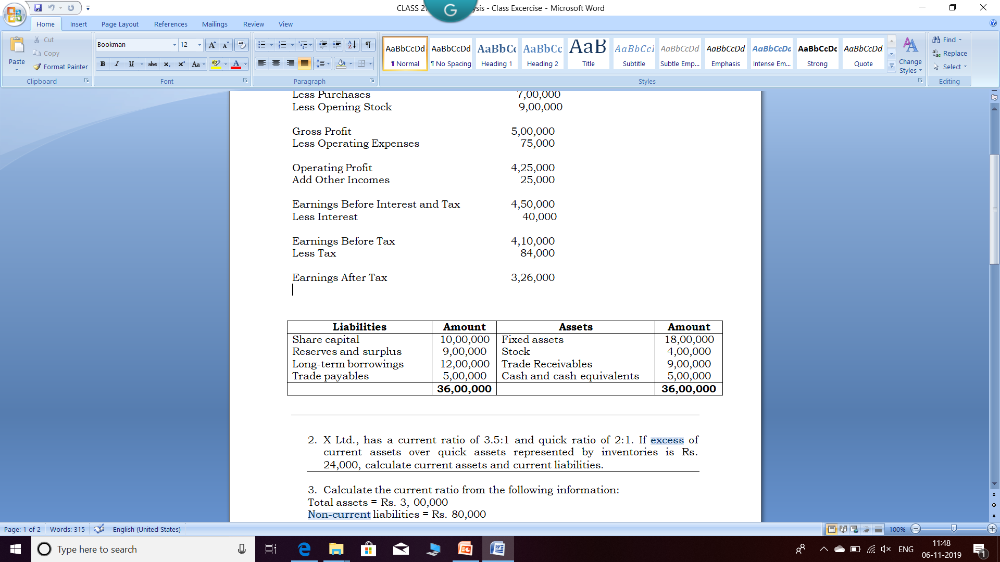 CLASS 27 ysis - Class Excercise - Microsoft Word
G
Home Insert Page Layout References Mailings Review View
Paste
Cut
Copy
Format Painter
Clipboard
Bookman 12
B I U abc X₂ X² Aa ab A
Font
Paragraph
AaBbCcDd AaBbCcDd AaBbCc AaBbCc AaB AaBbCcI AaBbCcDd AaBbCcDd AaBbCcDd AaBbCcDc AaBbCcDd
¶ Normal ¶ No Spacing Heading 1 Heading 2 Title Subtitle Subtle Emp... Emphasis Intense Em... Strong Quote
Change Styles
Styles
Find
Replace
Select
Editing
Less Purchases 7,00,000
Less Opening Stock 9,00,000
Gross Profit 5,00,000
Less Operating Expenses 75,000
Operating Profit 4,25,000
Add Other Incomes 25,000
Earnings Before Interest and Tax 4,50,000
Less Interest 40,000
Earnings Before Tax 4,10,000
Less Tax 84,000
Earnings After Tax 3,26,000
Liabilities Amount Assets Amount
Share capital 10,00,000 Fixed assets 18,00,000
Reserves and surplus 9,00,000 Stock 4,00,000
Long-term borrowings 12,00,000 Trade Receivables 9,00,000
Trade payables 5,00,000 Cash and cash equivalents 5,00,000
36,00,000 36,00,000
2. X Ltd., has a current ratio of 3.5:1 and quick ratio of 2:1. If excess of
current assets over quick assets represented by inventories is Rs.
24,000, calculate current assets and current liabilities.
3. Calculate the current ratio from the following information:
Total assets = Rs. 3, 00,000
Non-current liabilities = Rs. 80,000
Page: 1 of 2 Words: 315 English (United States) 100%
Type here to search
ENG
11:48
06-11-2019
1